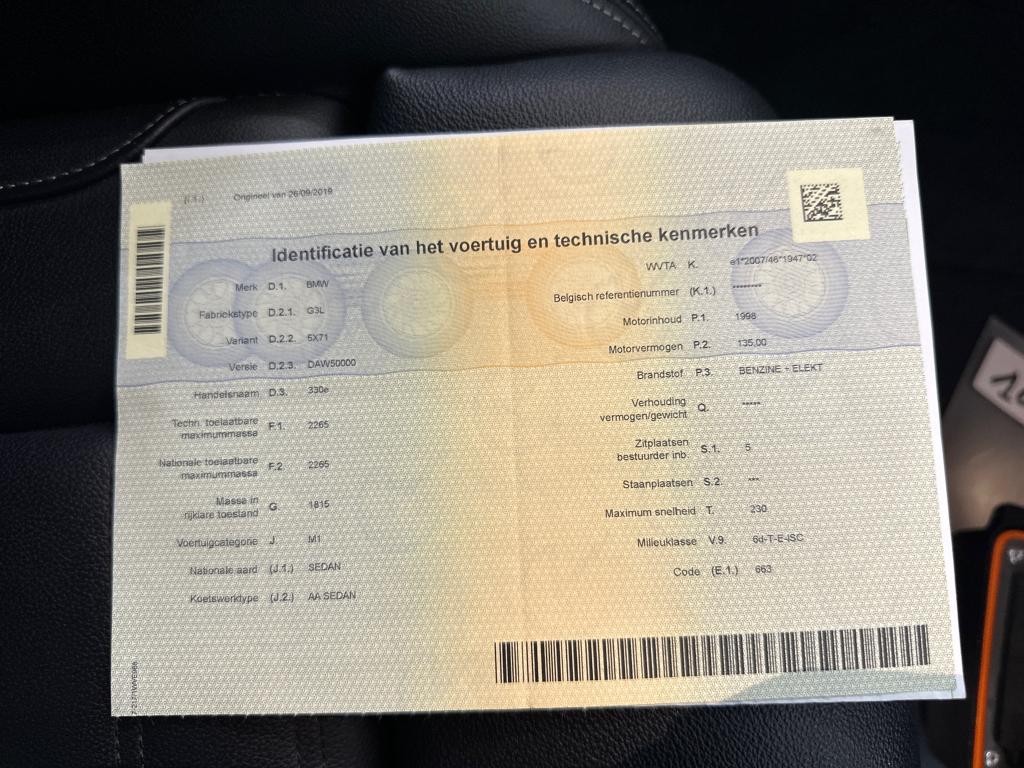 Origineel van 26/09/2019
Identificatie van het voertuig en technische kenmerken
Merk D.1. BMW
Fabriekstype D.2.1. G3L
Variant D.2.2. 5X71
Versie D.2.3. DAW50000
Handelsnaam D.3. 330e
Techn. toelaatbare
maximummassa F.1. 2265
Nationale toelaatbare
maximummassa F.2 2265
Massa in
rijklare toestand G. 1815
Voertuigcategorie J. M1
Nationale aard (J.1.) SEDAN
Koetswerktype (J.2.) AA SEDAN
WVTA K. e1*2007/46*1947*02
Belgisch referentienummer (K.1.) ********
Motorinhoud P.1. 1998
Motorvermogen P.2. 135,00
Brandstof P.3. BENZINE + ELEKT
Verhouding
vermogen/gewicht Q. *****
Zitplaatsen
bestuurder inb. S.1. 5
Staanplaatsen S.2. ***
Maximum snelheid T. 230
Milieuklasse V.9. 6d-T-E-ISC
Code (E.1.) 663